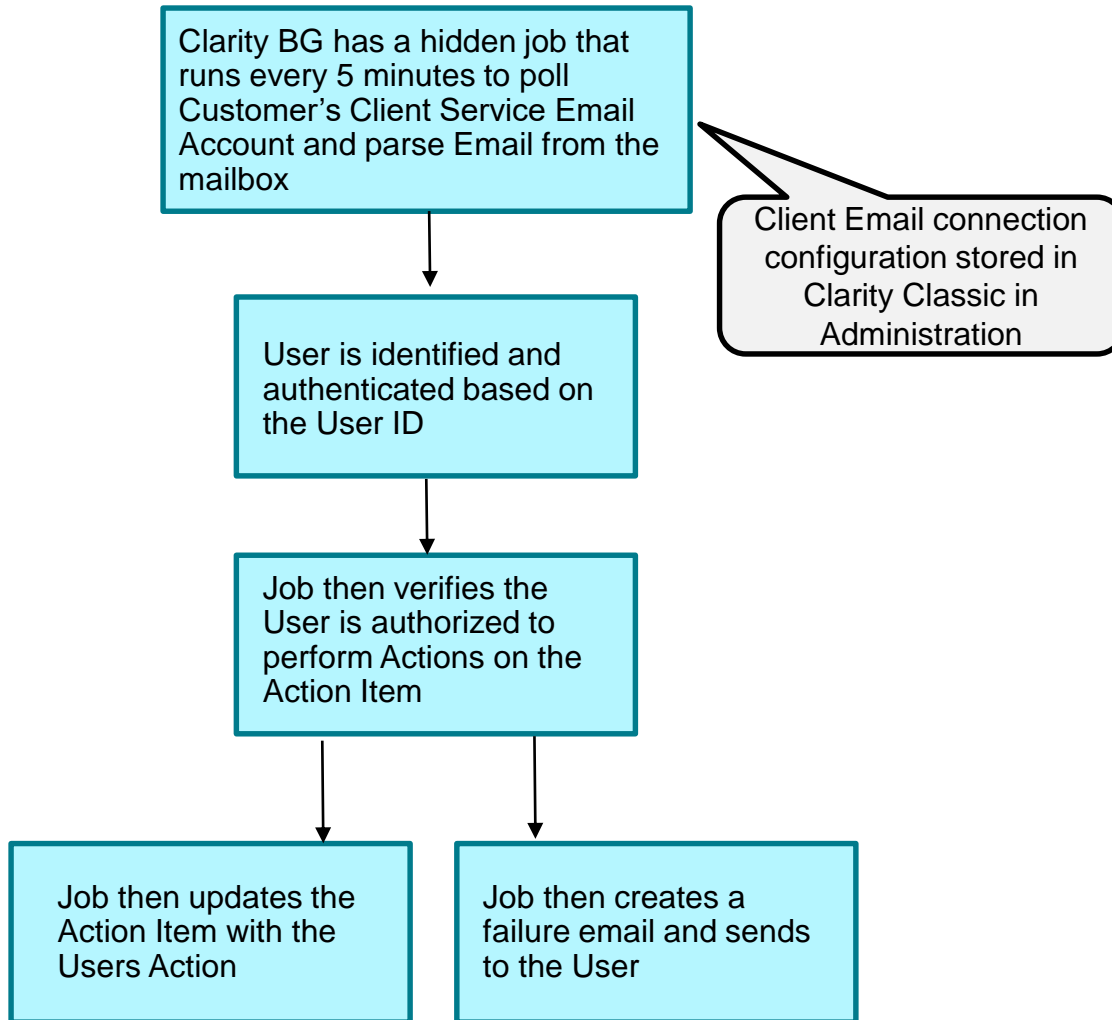 Clarity BG has a hidden job that
runs every 5 minutes to poll
Customer’s Client Service Email
Account and parse Email from the
mailbox
Client Email connection
configuration stored in
Clarity Classic in
Administration
User is identified and
authenticated based on
the User ID
Job then verifies the
User is authorized to
perform Actions on the
Action Item
Job then updates the
Action Item with the
Users Action
Job then creates a
failure email and sends
to the User